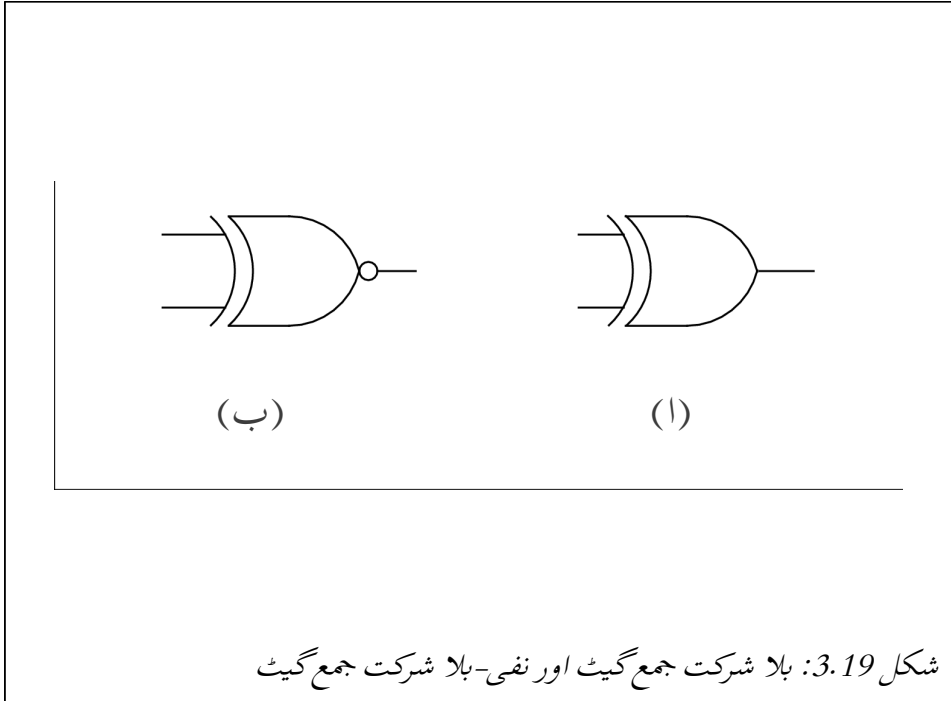 (ا) (ب)
شکل 3.19: بلا شرکت جمع گیٹ اور نفی-بلا شرکت جمع گیٹ